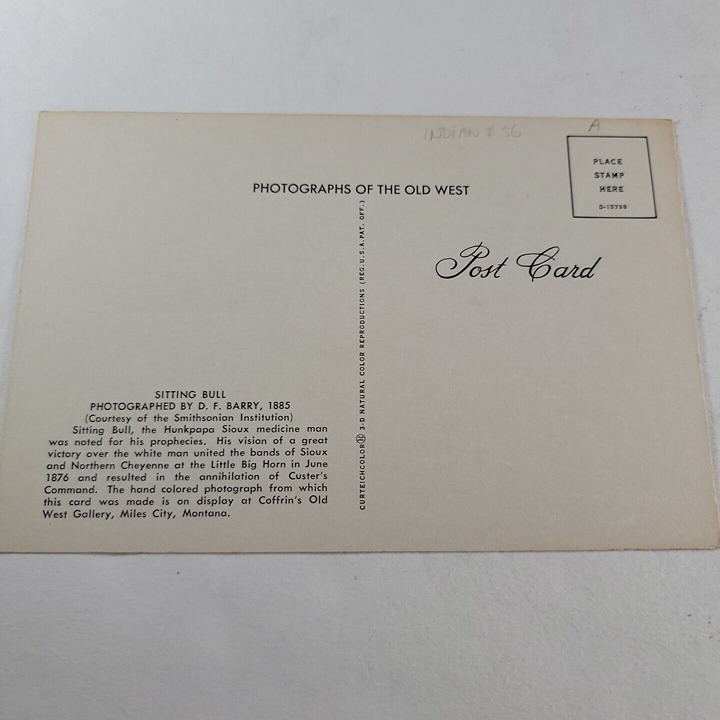 INDIAN # 56
A
PLACE
STAMP
HERE
D-15798
PHOTOGRAPHS OF THE OLD WEST
Post Card
CURTEICHCOLOR 3-D NATURAL COLOR REPRODUCTIONS (REG. U.S.A. PAT. OFF.)
SITTING BULL
PHOTOGRAPHED BY D. F. BARRY, 1885
(Courtesy of the Smithsonian Institution)
Sitting Bull, the Hunkpapa Sioux medicine man
was noted for his prophecies. His vision of a great
victory over the white man united the bands of Sioux
and Northern Cheyenne at the Little Big Horn in June
1876 and resulted in the annihilation of Custer's
Command. The hand colored photograph from which
this card was made is on display at Coffrin's Old
West Gallery, Miles City, Montana.